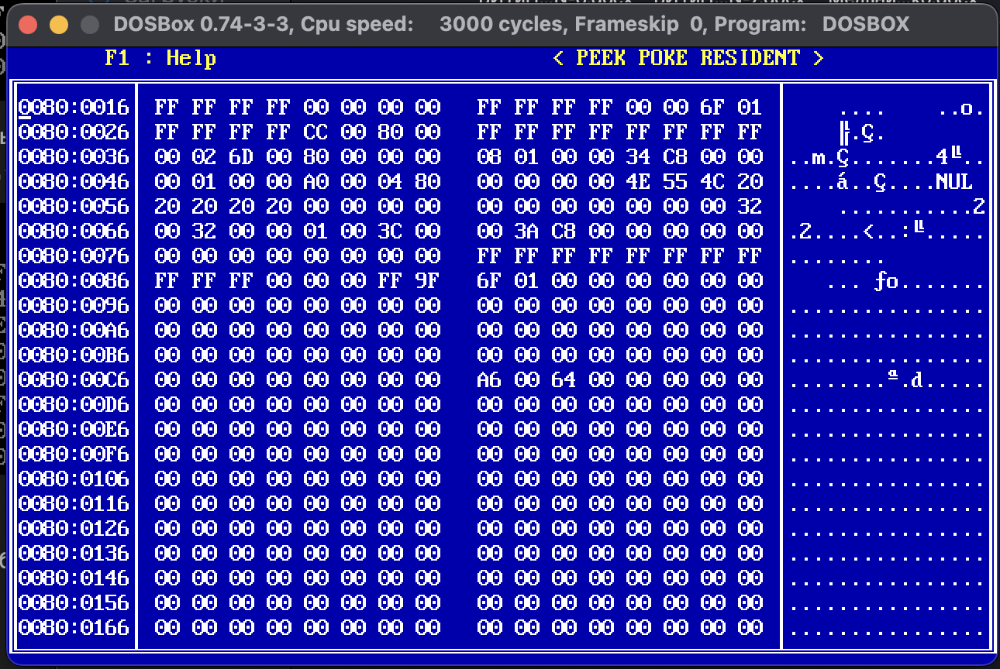 DOSBox 0.74-3-3, Cpu speed: 3000 cycles, Frameskip 0, Program: DOSBOX
F1 : Help < PEEK POKE RESIDENT >
0080:0016 FF FF FF FF 00 00 00 00 FF FF FF FF 00 00 6F 01 .... ..o.
0080:0026 FF FF FF FF CC 00 80 00 FF FF FF FF FF FF FF FF ╠.Ç.
0080:0036 00 02 6D 00 80 00 00 00 08 01 00 00 34 C8 00 00 ..m.Ç.......4╚..
0080:0046 00 01 00 00 A0 00 04 80 00 00 00 00 4E 55 4C 20 ....á..Ç....NUL
0080:0056 20 20 20 20 00 00 00 00 00 00 00 00 00 00 00 32 ...........2
0080:0066 00 32 00 00 01 00 3C 00 00 3A C8 00 00 00 00 00 .2....<..:╚.....
0080:0076 00 00 00 00 00 00 00 00 FF FF FF FF FF FF FF FF ........
0080:0086 FF FF FF 00 00 00 FF 9F 6F 01 00 00 00 00 00 00 ... ƒo.......
0080:0096 00 00 00 00 00 00 00 00 00 00 00 00 00 00 00 00 ................
0080:00A6 00 00 00 00 00 00 00 00 00 00 00 00 00 00 00 00 ................
0080:00B6 00 00 00 00 00 00 00 00 00 00 00 00 00 00 00 00 ................
0080:00C6 00 00 00 00 00 00 00 00 A6 00 64 00 00 00 00 00 ........ª.d.....
0080:00D6 00 00 00 00 00 00 00 00 00 00 00 00 00 00 00 00 ................
0080:00E6 00 00 00 00 00 00 00 00 00 00 00 00 00 00 00 00 ................
0080:00F6 00 00 00 00 00 00 00 00 00 00 00 00 00 00 00 00 ................
0080:0106 00 00 00 00 00 00 00 00 00 00 00 00 00 00 00 00 ................
0080:0116 00 00 00 00 00 00 00 00 00 00 00 00 00 00 00 00 ................
0080:0126 00 00 00 00 00 00 00 00 00 00 00 00 00 00 00 00 ................
0080:0136 00 00 00 00 00 00 00 00 00 00 00 00 00 00 00 00 ................
0080:0146 00 00 00 00 00 00 00 00 00 00 00 00 00 00 00 00 ................
0080:0156 00 00 00 00 00 00 00 00 00 00 00 00 00 00 00 00 ................
0080:0166 00 00 00 00 00 00 00 00 00 00 00 00 00 00 00 00 ................